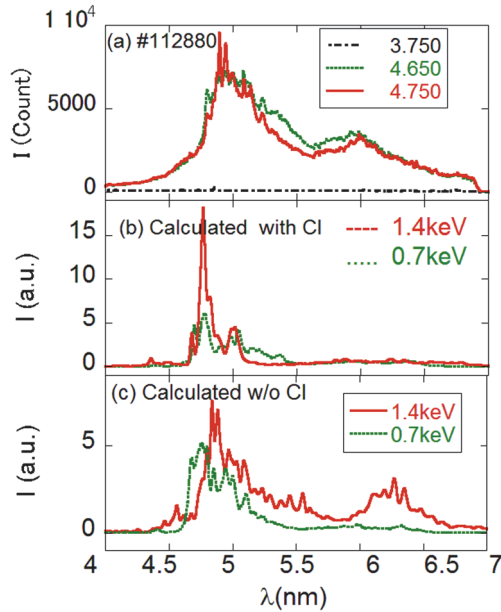 1 10⁴
(a) #112880
3.750
4.650
4.750
I (Count)
5000
0
(b) Calculated with CI
1.4keV
0.7keV
I (a.u.)
15
10
5
0
(c) Calculated w/o CI
1.4keV
0.7keV
I (a.u.)
5
0
4 4.5 5 5.5 6 6.5 7
λ(nm)